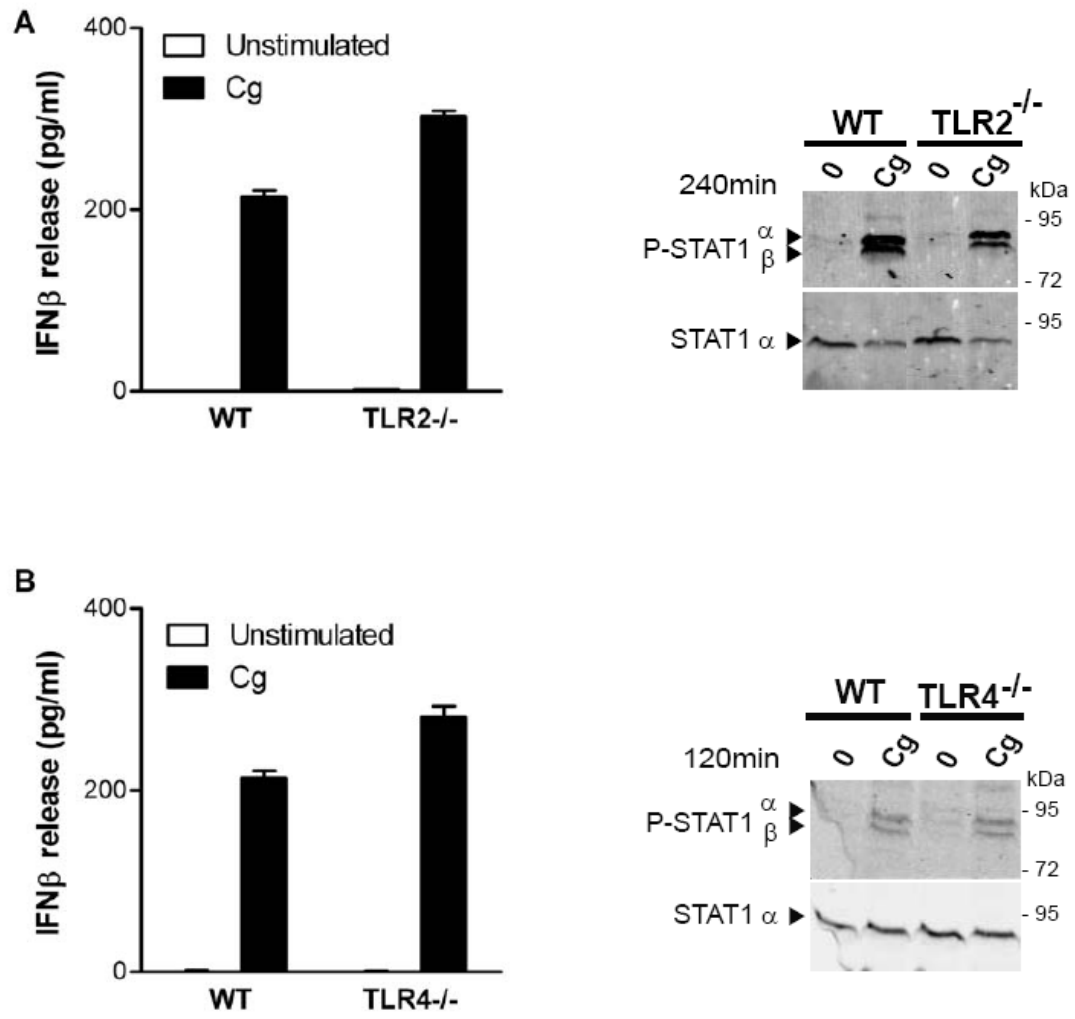 A
400
200
0
IFNβ release (pg/ml)
Unstimulated
Cg
WT
TLR2-/-
WT TLR2-/-
0 Cg 0 Cg
240min
kDa
P-STAT1 α
β
- 95
- 72
STAT1 α
- 95
B
400
200
0
IFNβ release (pg/ml)
Unstimulated
Cg
WT
TLR4-/-
WT TLR4-/-
0 Cg 0 Cg
120min
kDa
P-STAT1 α
β
- 95
- 72
STAT1 α
- 95